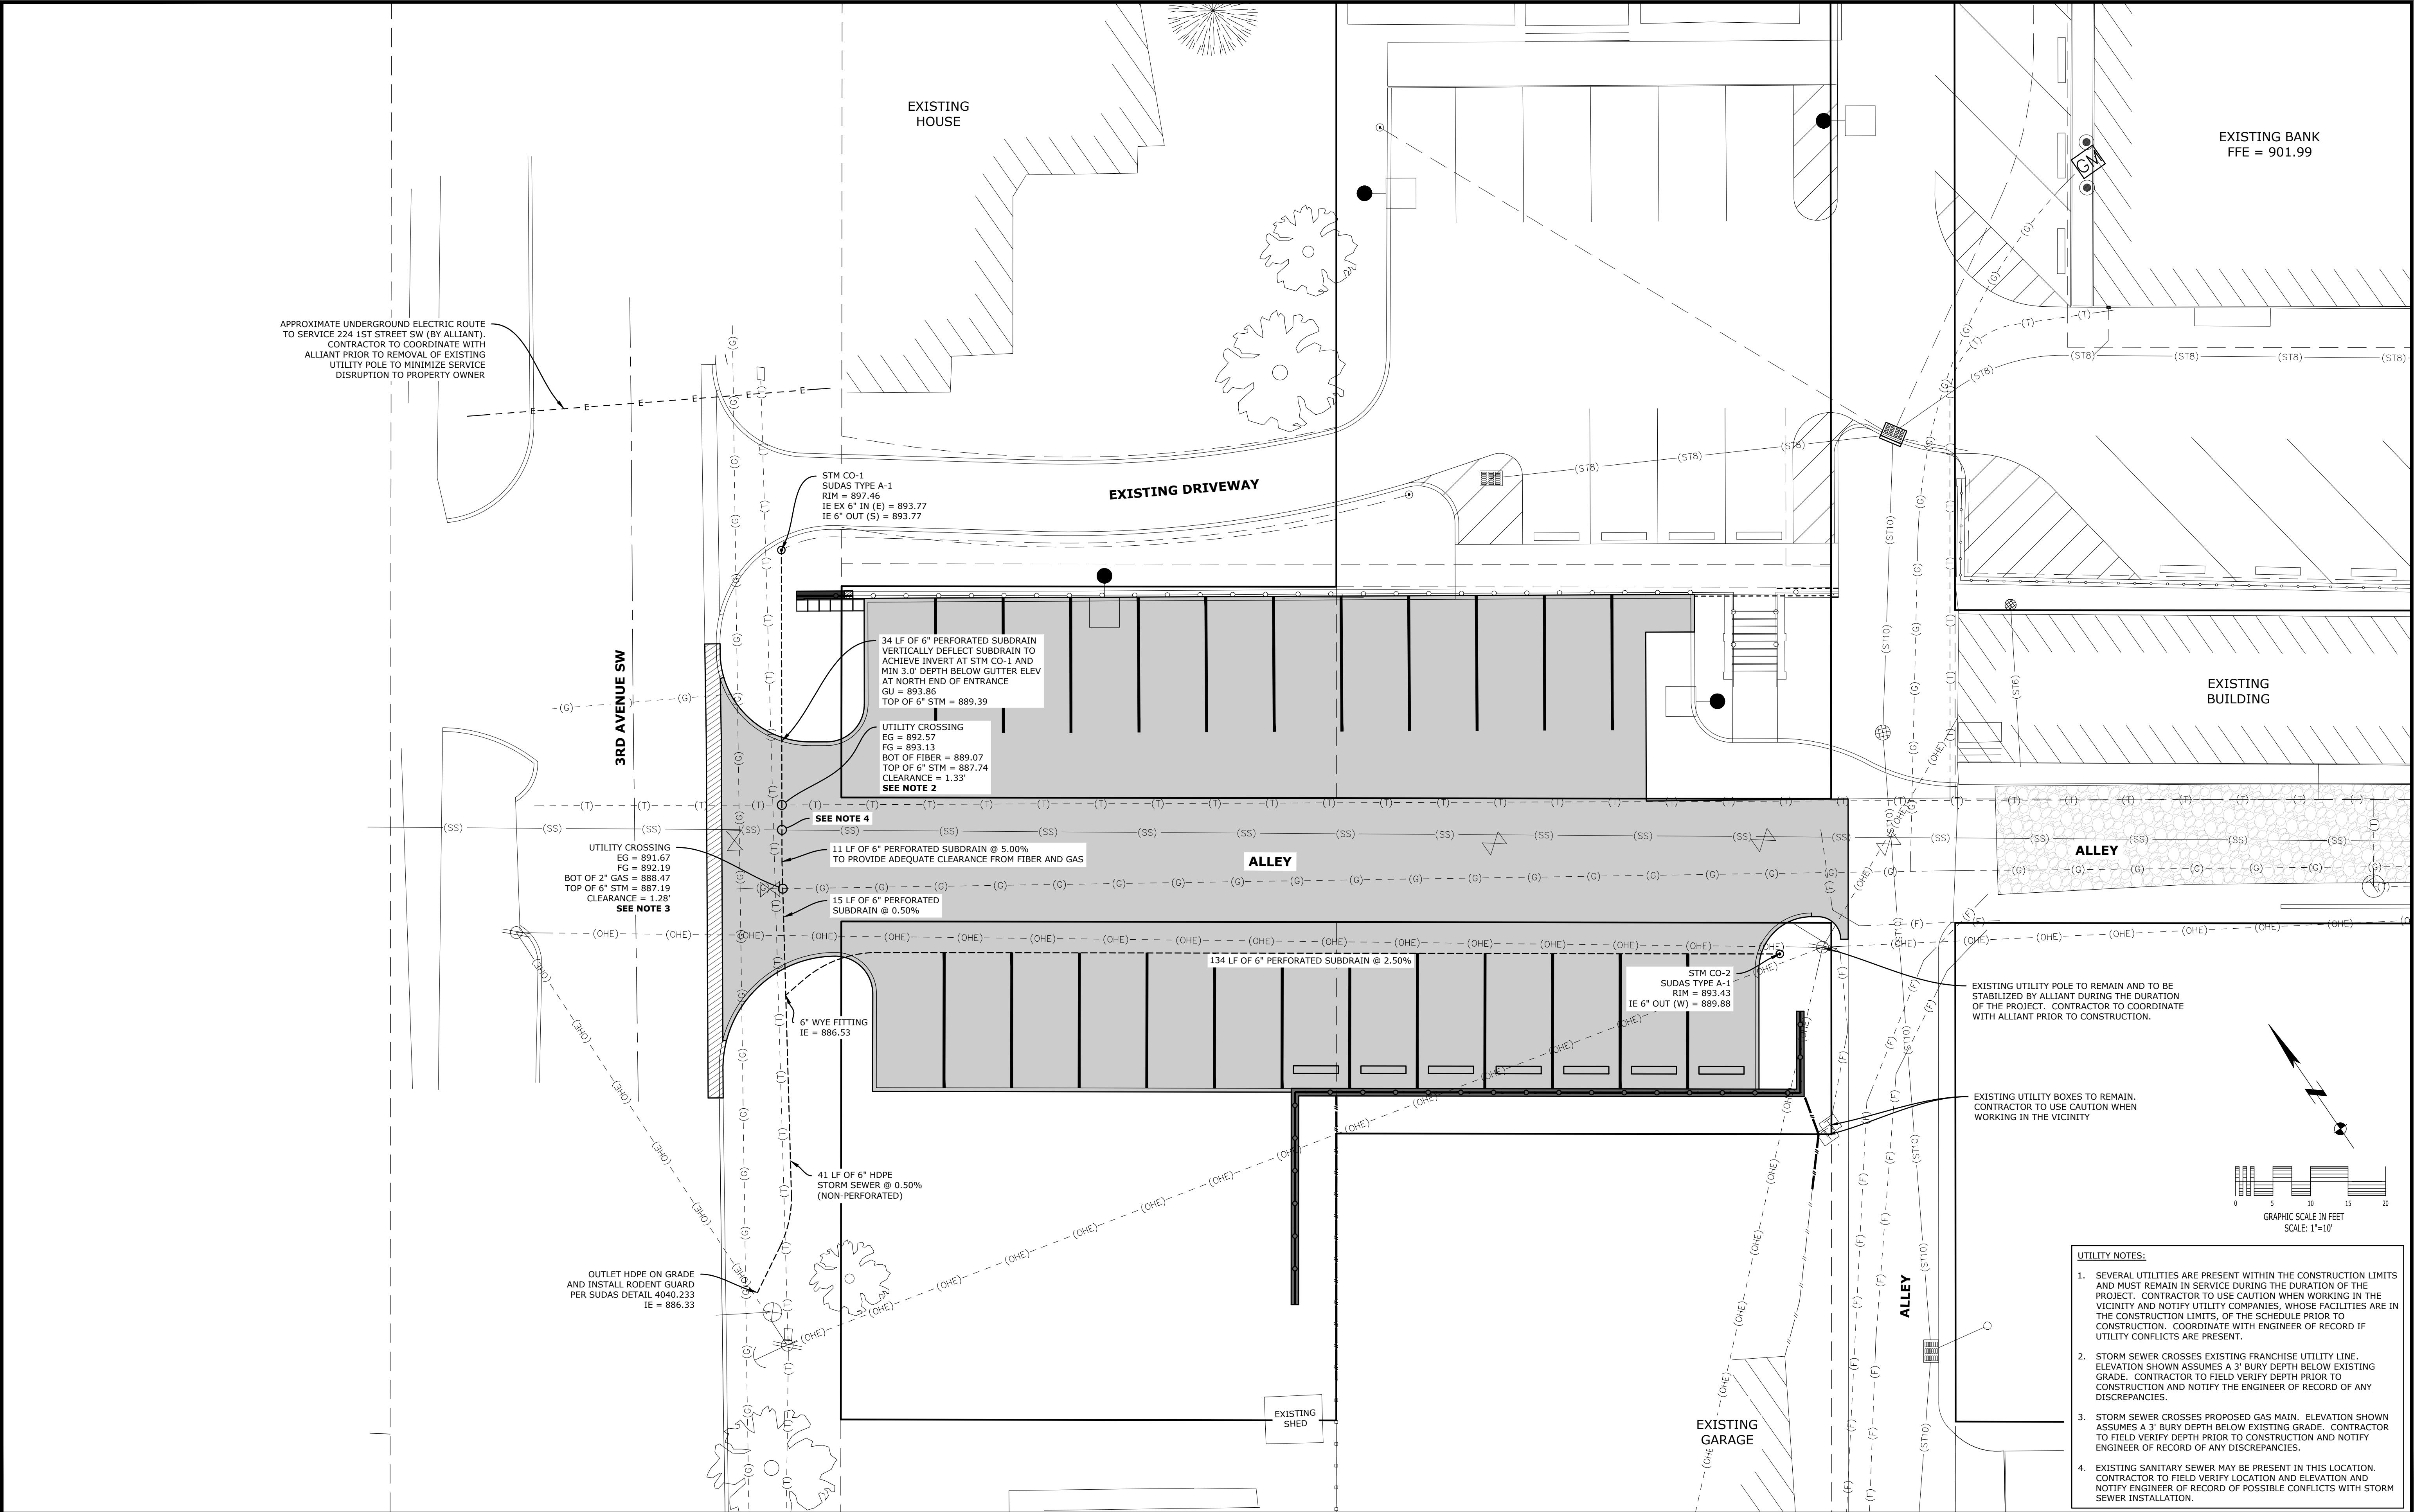 EXISTING
HOUSE
EXISTING BANK
FFE = 901.99
GM
APPROXIMATE UNDERGROUND ELECTRIC ROUTE
TO SERVICE 224 1ST STREET SW (BY ALLIANT).
CONTRACTOR TO COORDINATE WITH
ALLIANT PRIOR TO REMOVAL OF EXISTING
UTILITY POLE TO MINIMIZE SERVICE
DISRUPTION TO PROPERTY OWNER
STM CO-1
SUDAS TYPE A-1
RIM = 897.46
IE EX 6" IN (E) = 893.77
IE 6" OUT (S) = 893.77
EXISTING DRIVEWAY
3RD AVENUE SW
34 LF OF 6" PERFORATED SUBDRAIN
VERTICALLY DEFLECT SUBDRAIN TO
ACHIEVE INVERT AT STM CO-1 AND
MIN 3.0' DEPTH BELOW GUTTER ELEV
AT NORTH END OF ENTRANCE
GU = 893.86
TOP OF 6" STM = 889.39
UTILITY CROSSING
EG = 892.57
FG = 893.13
BOT OF FIBER = 889.07
TOP OF 6" STM = 887.74
CLEARANCE = 1.33'
SEE NOTE 2
SEE NOTE 4
EXISTING
BUILDING
UTILITY CROSSING
EG = 891.67
FG = 892.19
BOT OF 2" GAS = 888.47
TOP OF 6" STM = 887.19
CLEARANCE = 1.28'
SEE NOTE 3
11 LF OF 6" PERFORATED SUBDRAIN @ 5.00%
TO PROVIDE ADEQUATE CLEARANCE FROM FIBER AND GAS
ALLEY
ALLEY
15 LF OF 6" PERFORATED
SUBDRAIN @ 0.50%
134 LF OF 6" PERFORATED SUBDRAIN @ 2.50%
STM CO-2
SUDAS TYPE A-1
RIM = 893.43
IE 6" OUT (W) = 889.88
6" WYE FITTING
IE = 886.53
EXISTING UTILITY POLE TO REMAIN AND TO BE
STABILIZED BY ALLIANT DURING THE DURATION
OF THE PROJECT.  CONTRACTOR TO COORDINATE
WITH ALLIANT PRIOR TO CONSTRUCTION.
EXISTING UTILITY BOXES TO REMAIN.
CONTRACTOR TO USE CAUTION WHEN
WORKING IN THE VICINITY
41 LF OF 6" HDPE
STORM SEWER @ 0.50%
(NON-PERFORATED)
OUTLET HDPE ON GRADE
AND INSTALL RODENT GUARD
PER SUDAS DETAIL 4040.233
IE = 886.33
ALLEY
EXISTING
SHED
EXISTING
GARAGE
N
0 5 10 15 20
GRAPHIC SCALE IN FEET
SCALE: 1"=10'
UTILITY NOTES:
1. SEVERAL UTILITIES ARE PRESENT WITHIN THE CONSTRUCTION LIMITS
AND MUST REMAIN IN SERVICE DURING THE DURATION OF THE
PROJECT.  CONTRACTOR TO USE CAUTION WHEN WORKING IN THE
VICINITY AND NOTIFY UTILITY COMPANIES, WHOSE FACILITIES ARE IN
THE CONSTRUCTION LIMITS, OF THE SCHEDULE PRIOR TO
CONSTRUCTION.  COORDINATE WITH ENGINEER OF RECORD IF
UTILITY CONFLICTS ARE PRESENT.
2. STORM SEWER CROSSES EXISTING FRANCHISE UTILITY LINE.
ELEVATION SHOWN ASSUMES A 3' BURY DEPTH BELOW EXISTING
GRADE.  CONTRACTOR TO FIELD VERIFY DEPTH PRIOR TO
CONSTRUCTION AND NOTIFY THE ENGINEER OF RECORD OF ANY
DISCREPANCIES.
3. STORM SEWER CROSSES PROPOSED GAS MAIN.  ELEVATION SHOWN
ASSUMES A 3' BURY DEPTH BELOW EXISTING GRADE.  CONTRACTOR
TO FIELD VERIFY DEPTH PRIOR TO CONSTRUCTION AND NOTIFY
ENGINEER OF RECORD OF ANY DISCREPANCIES.
4. EXISTING SANITARY SEWER MAY BE PRESENT IN THIS LOCATION.
CONTRACTOR TO FIELD VERIFY LOCATION AND ELEVATION AND
NOTIFY ENGINEER OF RECORD OF POSSIBLE CONFLICTS WITH STORM
SEWER INSTALLATION.